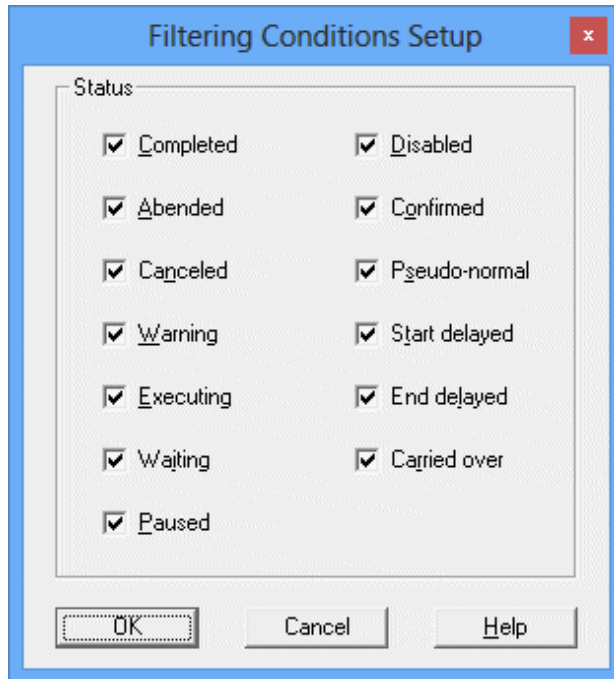 Filtering Conditions Setup
x
Status
Completed
Disabled
Abended
Confirmed
Canceled
Pseudo-normal
Warning
Start delayed
Executing
End delayed
Waiting
Carried over
Paused
OK
Cancel
Help